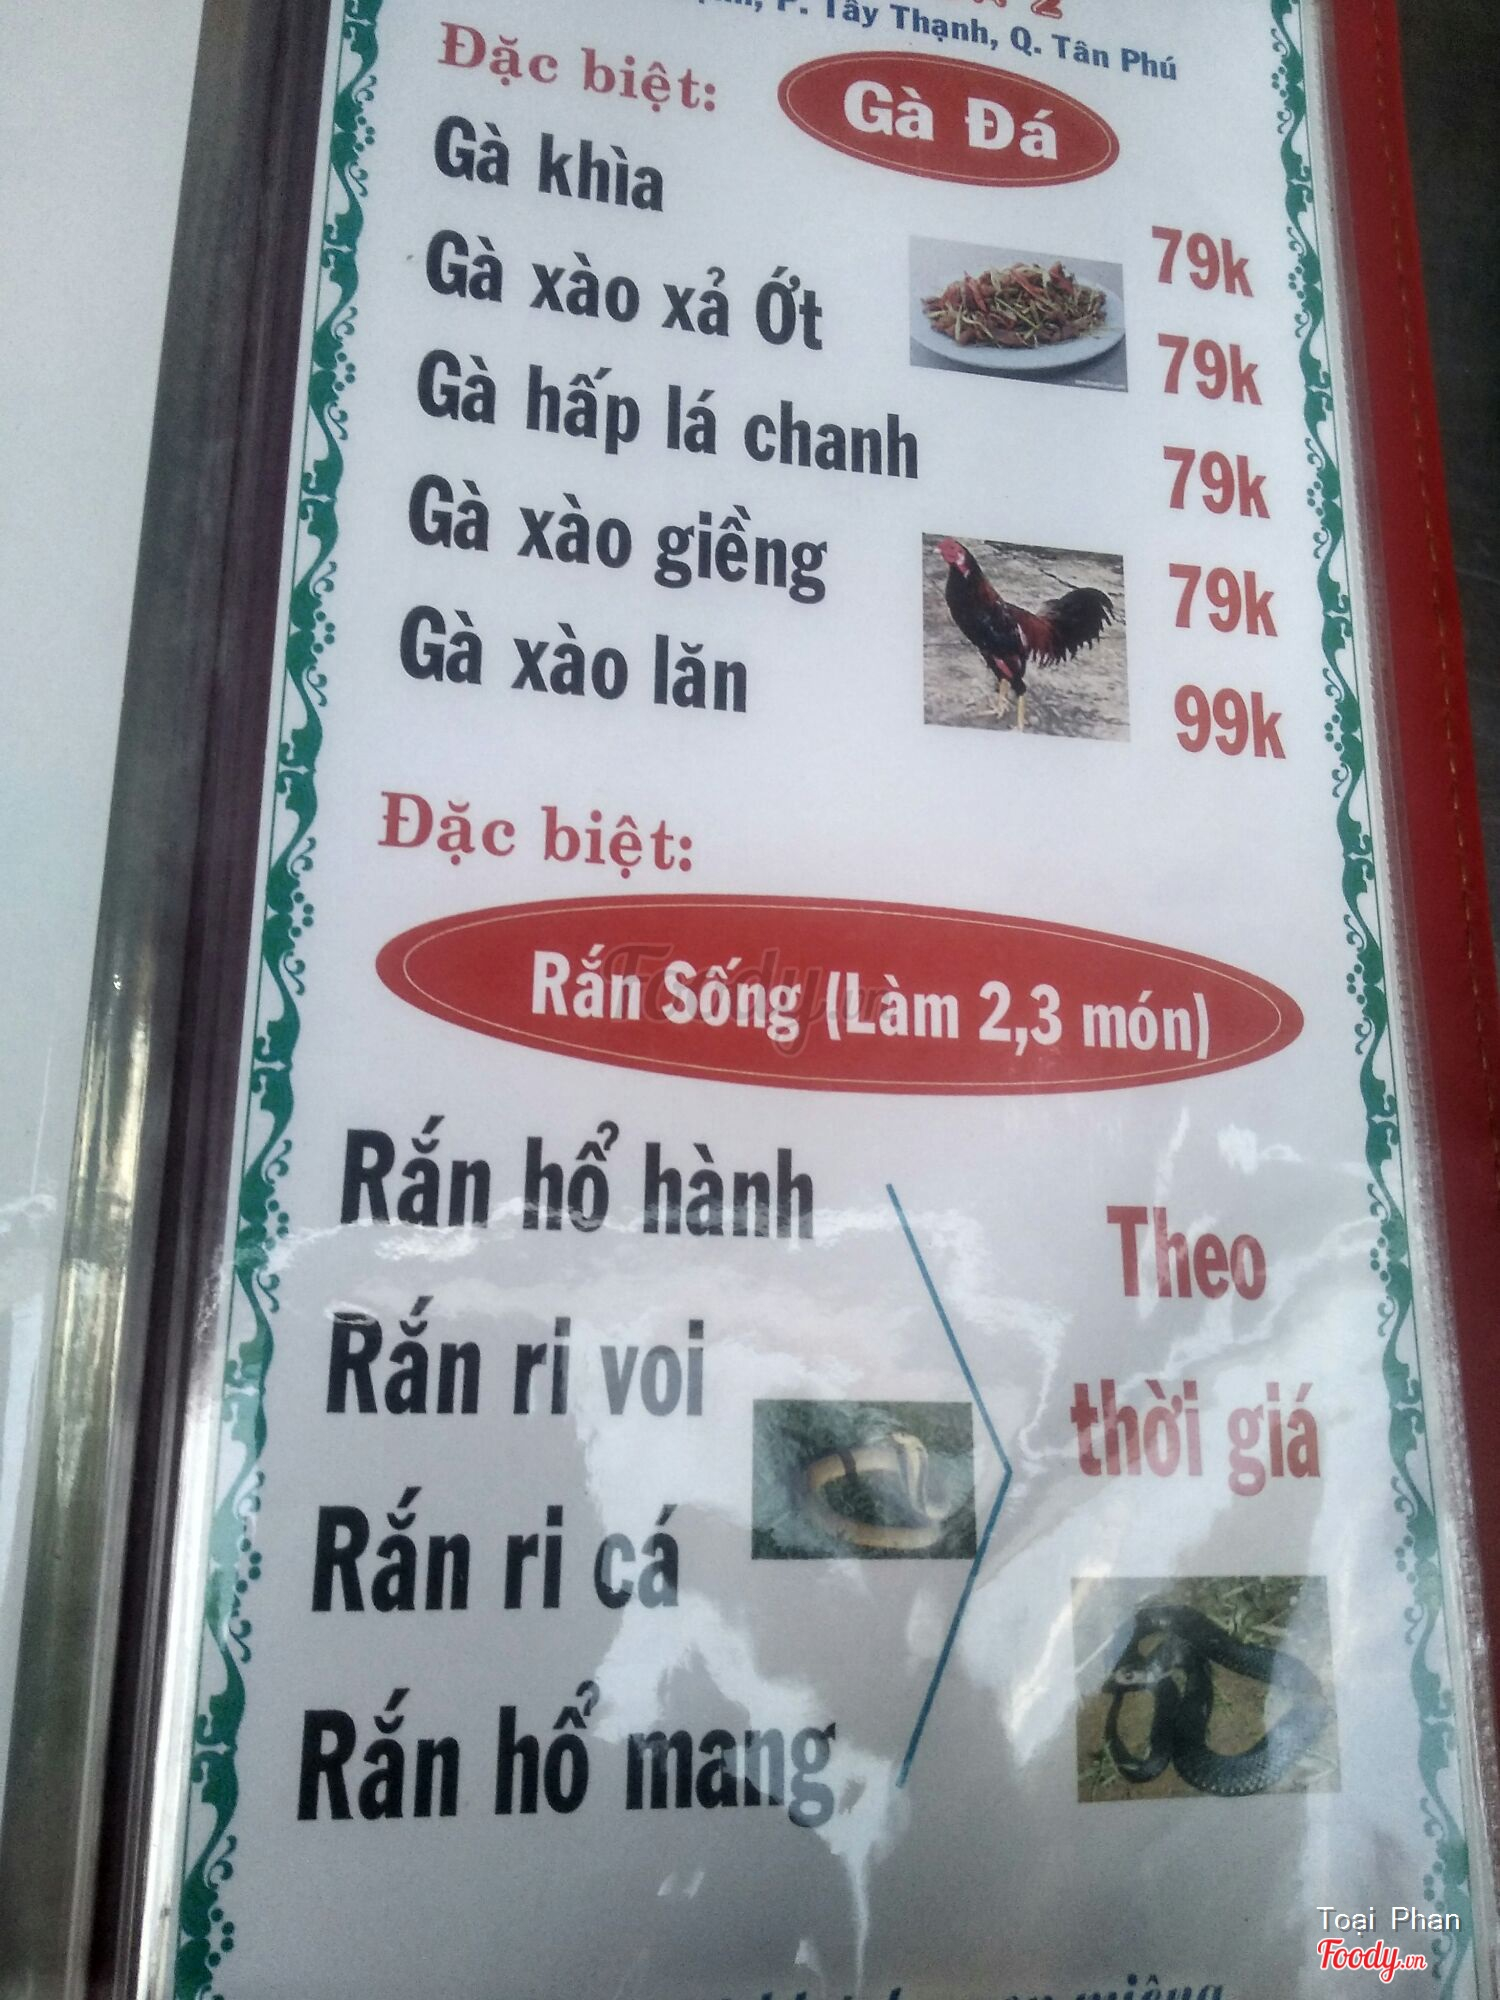 P. Tây Thạnh, Q. Tân Phú
Đặc biệt:
Gà Đá
Gà khìa 79k
Gà xào xả Ớt 79k
Gà hấp lá chanh 79k
Gà xào giềng 79k
Gà xào lăn 99k
Đặc biệt:
Rắn Sống (Làm 2,3 món)
Rắn hổ hành
Rắn ri voi
Rắn ri cá
Rắn hổ mang
Theo
thời giá
Foody.vn
Toại Phan
Foody.vn